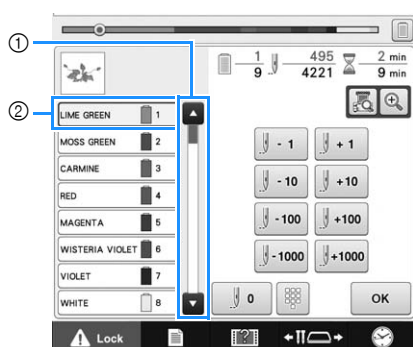 ①
②
1
9
495
4221
2 min
9 min
LIME GREEN 1
MOSS GREEN 2
CARMINE 3
RED 4
MAGENTA 5
WISTERIA VIOLET 6
VIOLET 7
WHITE 8
- 1 + 1
- 10 +10
- 100 +100
- 1000 +1000
0
OK
Lock
?